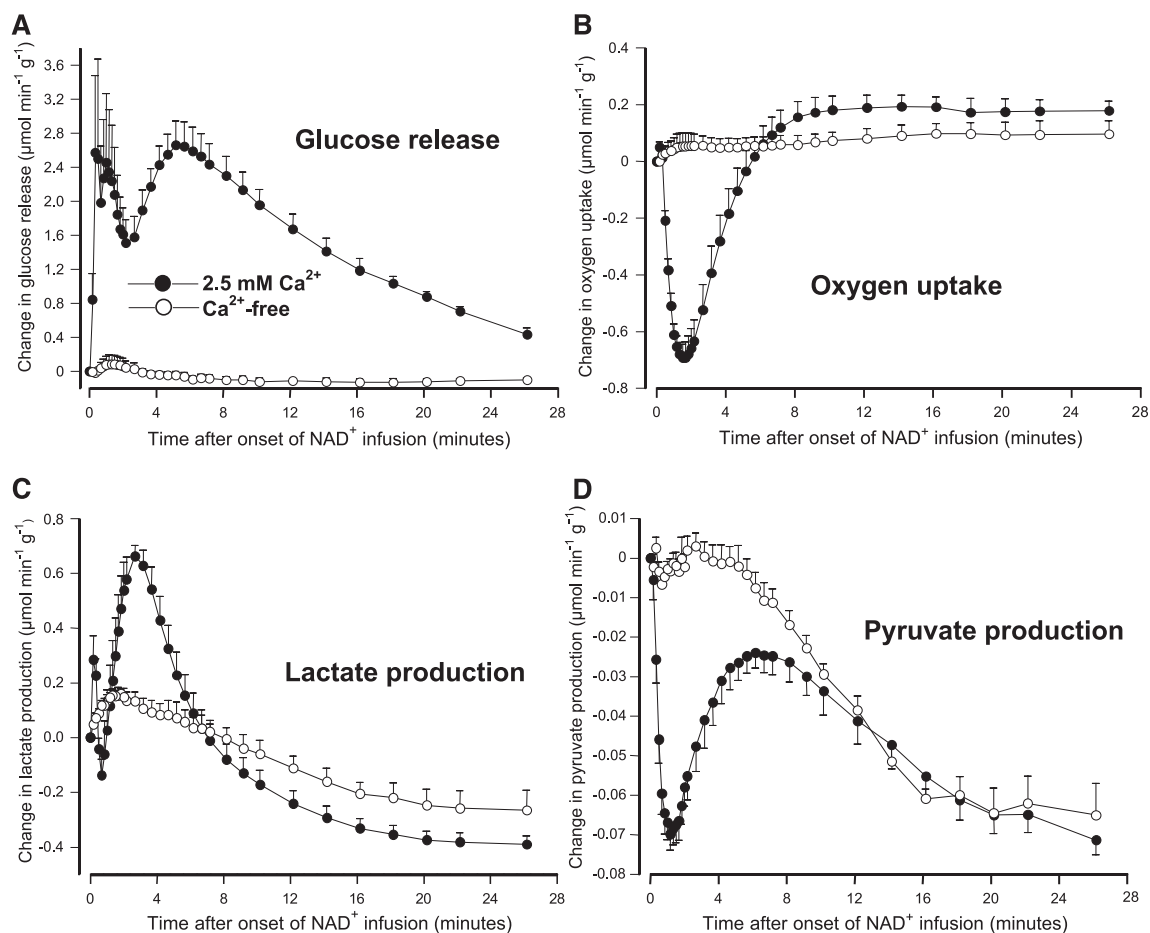 A
Change in glucose release (µmol min⁻¹ g⁻¹)
3.6
3.2
2.8
2.4
2.0
1.6
1.2
0.8
0.4
0
Glucose release
2.5 mM Ca²⁺
Ca²⁺-free
0 4 8 12 16 20 24 28
Time after onset of NAD⁺ infusion (minutes)
B
Change in oxygen uptake (µmol min⁻¹ g⁻¹)
0.4
0.2
0
-0.2
-0.4
-0.6
-0.8
Oxygen uptake
0 4 8 12 16 20 24 28
Time after onset of NAD⁺ infusion (minutes)
C
Change in lactate production (µmol min⁻¹ g⁻¹)
0.8
0.6
0.4
0.2
0.0
-0.2
-0.4
Lactate production
0 4 8 12 16 20 24 28
Time after onset of NAD⁺ infusion (minutes)
D
Change in pyruvate production (µmol min⁻¹ g⁻¹)
0.01
0
-0.01
-0.02
-0.03
-0.04
-0.05
-0.06
-0.07
-0.08
Pyruvate production
0 4 8 12 16 20 24 28
Time after onset of NAD⁺ infusion (minutes)